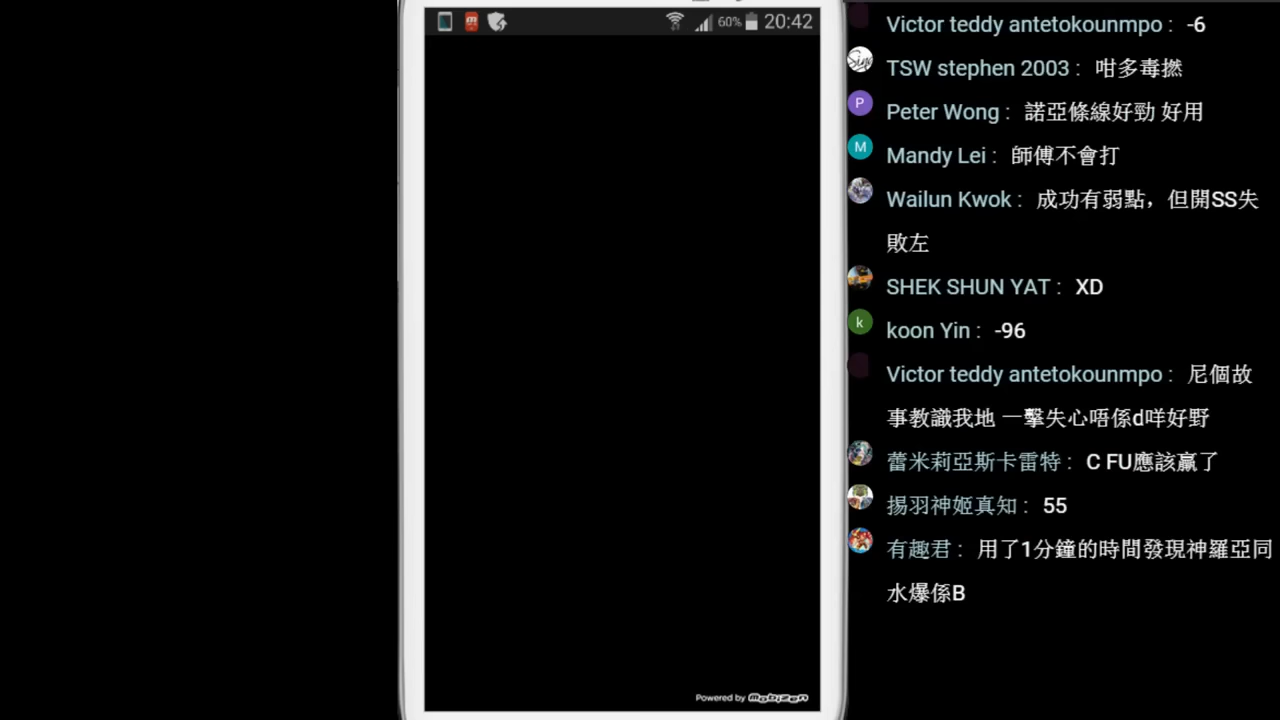 60% 20:42
Victor teddy antetokounmpo : -6
TSW stephen 2003 : 咁多毒撚
Peter Wong : 諾亞條線好勁 好用
Mandy Lei : 師傅不會打
Wailun Kwok : 成功有弱點，但開SS失
敗左
SHEK SHUN YAT : XD
koon Yin : -96
Victor teddy antetokounmpo : 尼個故
事教識我地 一擊失心唔係d咩好野
蕾米莉亞斯卡雷特 : C FU應該贏了
揚羽神姬真知 : 55
有趣君 : 用了1分鐘的時間發現神羅亞同
水爆係B
Powered by Mobizen